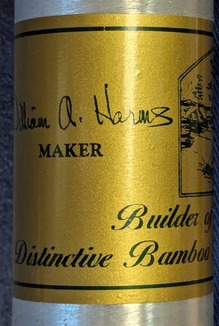 William A. Harms
MAKER
Builder of
Distinctive Bamboo